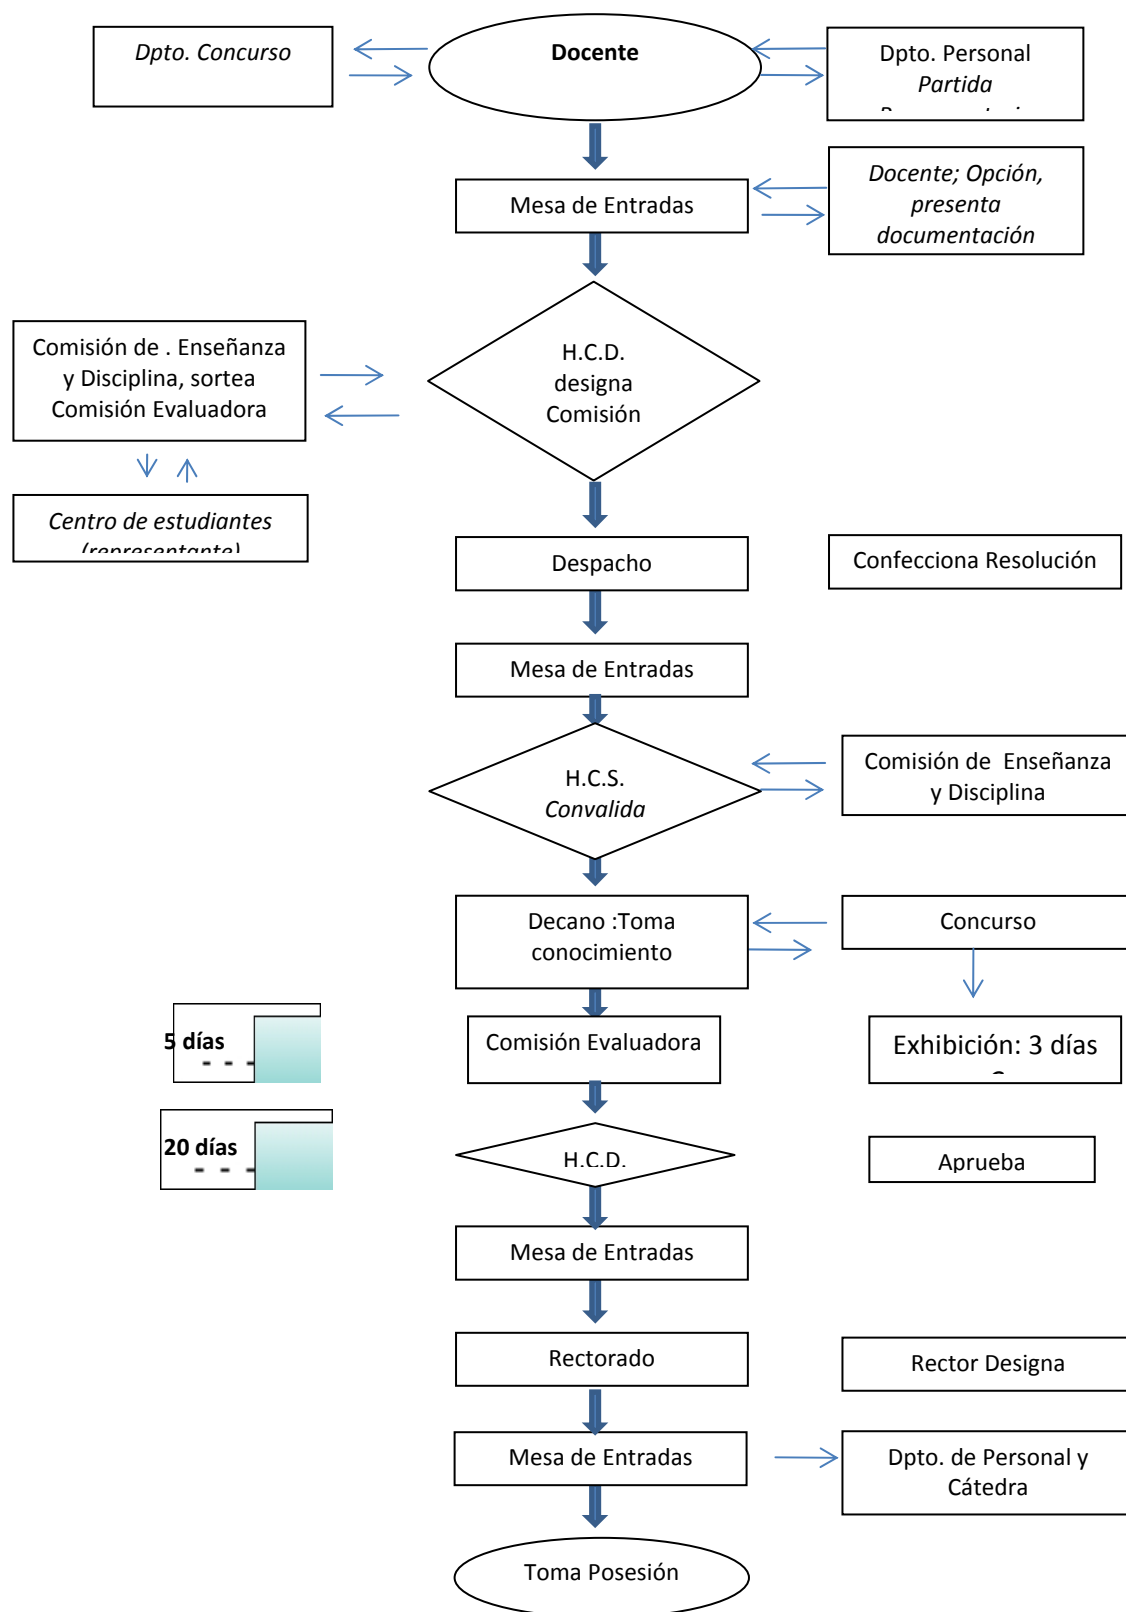 Dpto. Concurso
Docente
Dpto. Personal
Partida
Mesa de Entradas
Docente; Opción,
presenta
documentación
Comisión de . Enseñanza
y Disciplina, sortea
Comisión Evaluadora
H.C.D.
designa
Comisión
Centro de estudiantes
(representante)
Despacho
Confecciona Resolución
Mesa de Entradas
H.C.S.
Convalida
Comisión de Enseñanza
y Disciplina
Decano :Toma
conocimiento
Concurso
5 días
Comisión Evaluadora
Exhibición: 3 días
20 días
H.C.D.
Aprueba
Mesa de Entradas
Rectorado
Rector Designa
Mesa de Entradas
Dpto. de Personal y
Cátedra
Toma Posesión